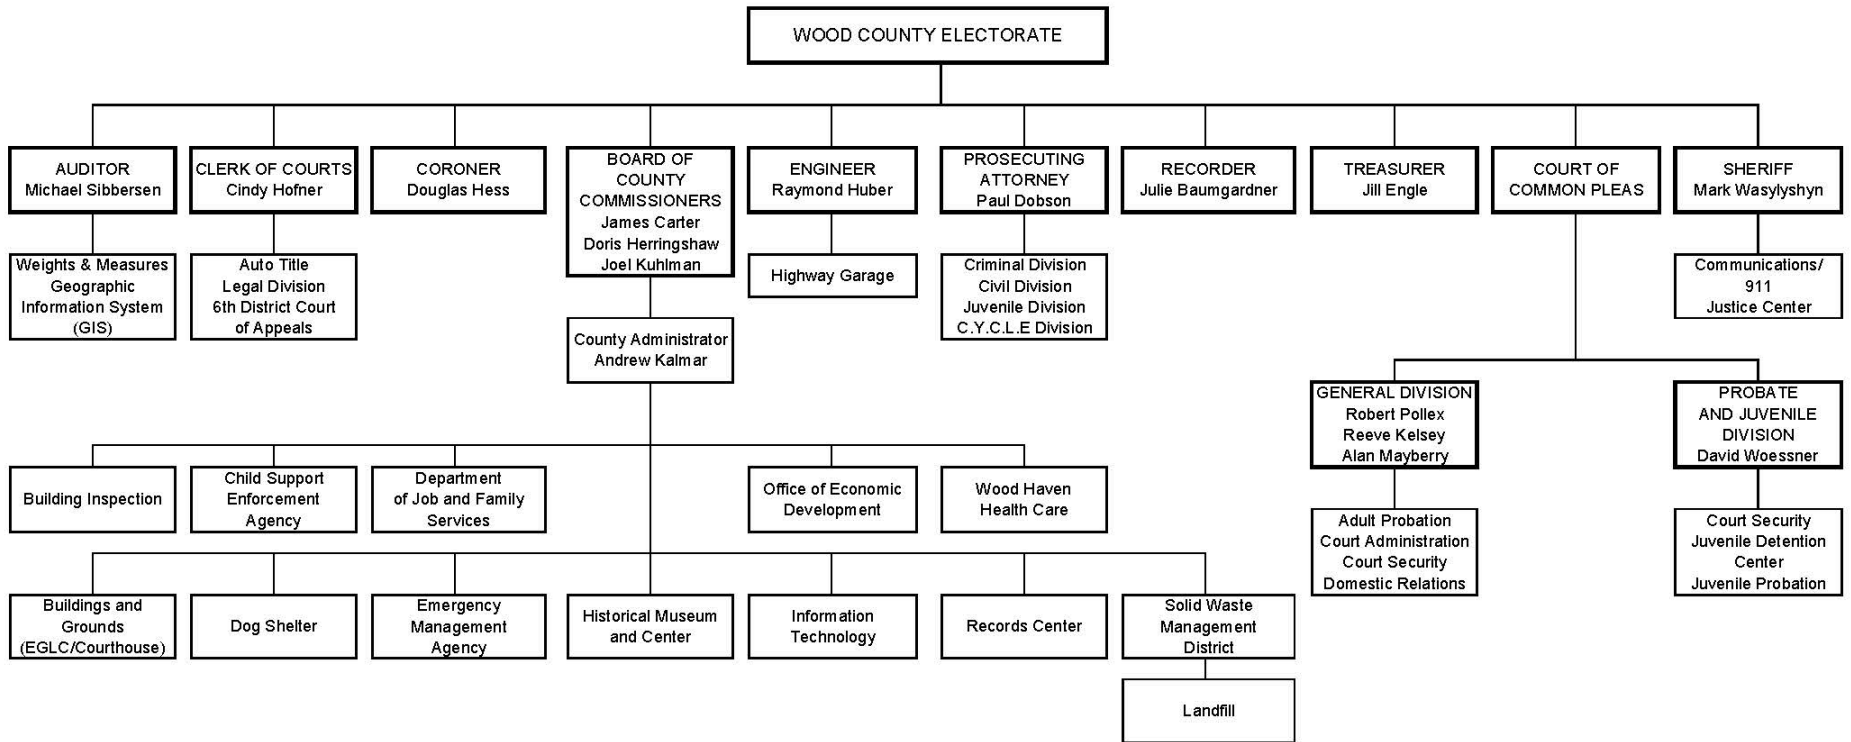 WOOD COUNTY ELECTORATE
AUDITOR
Michael Sibbersen
CLERK OF COURTS
Cindy Hofner
CORONER
Douglas Hess
BOARD OF
COUNTY
COMMISSIONERS
James Carter
Doris Herringshaw
Joel Kuhlman
ENGINEER
Raymond Huber
PROSECUTING
ATTORNEY
Paul Dobson
RECORDER
Julie Baumgardner
TREASURER
Jill Engle
COURT OF
COMMON PLEAS
SHERIFF
Mark Wasylyshyn
Weights & Measures
Geographic
Information System
(GIS)
Auto Title
Legal Division
6th District Court
of Appeals
Highway Garage
Criminal Division
Civil Division
Juvenile Division
C.Y.C.L.E Division
Communications/
911
Justice Center
County Administrator
Andrew Kalmar
GENERAL DIVISION
Robert Pollex
Reeve Kelsey
Alan Mayberry
PROBATE
AND JUVENILE
DIVISION
David Woessner
Building Inspection
Child Support
Enforcement
Agency
Department
of Job and Family
Services
Office of Economic
Development
Wood Haven
Health Care
Adult Probation
Court Administration
Court Security
Domestic Relations
Court Security
Juvenile Detention
Center
Juvenile Probation
Buildings and
Grounds
(EGLC/Courthouse)
Dog Shelter
Emergency
Management
Agency
Historical Museum
and Center
Information
Technology
Records Center
Solid Waste
Management
District
Landfill